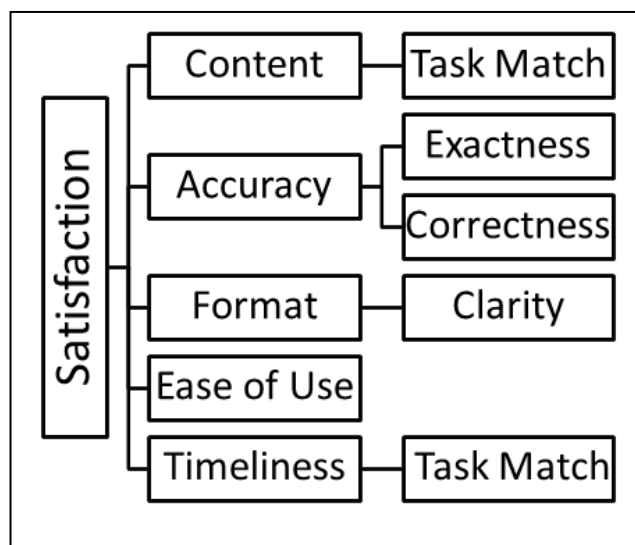 Satisfaction
Content
Task Match
Accuracy
Exactness
Correctness
Format
Clarity
Ease of Use
Timeliness
Task Match